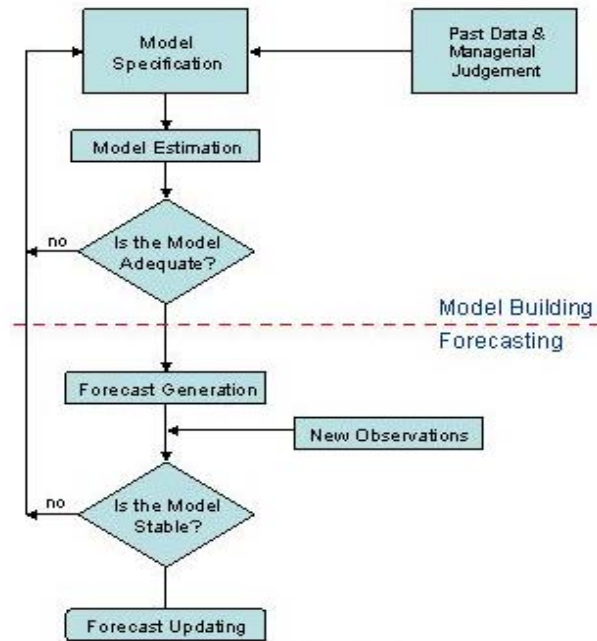 Model
Specification
Past Data &
Managerial
Judgement
Model Estimation
Is the Model
Adequate?
no
Model Building
Forecasting
Forecast Generation
New Observations
Is the Model
Stable?
no
Forecast Updating